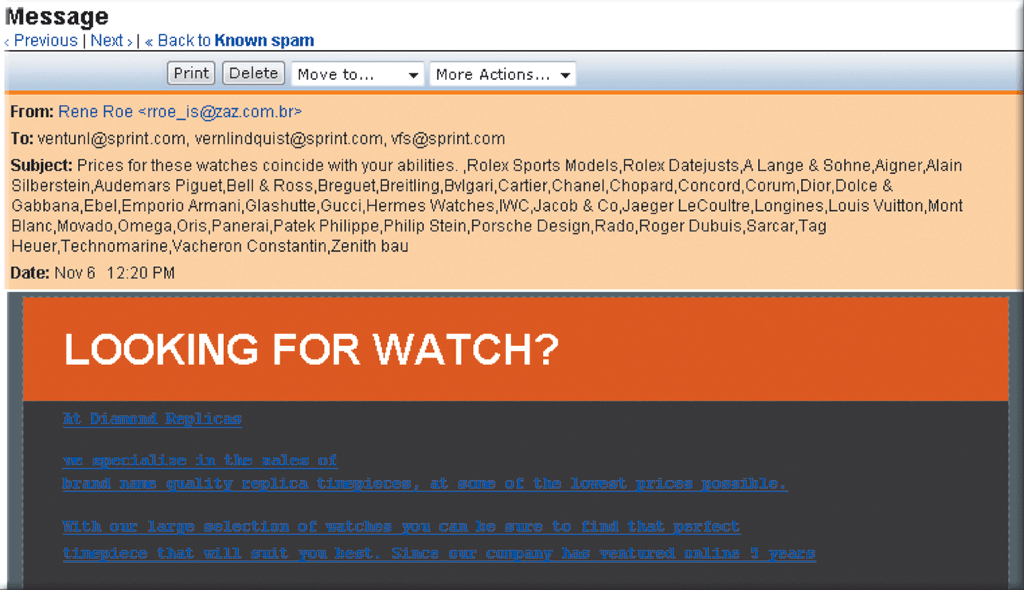 Message
‹ Previous | Next › | « Back to Known spam
Print Delete Move to... More Actions...
From: Rene Roe <rroe_is@zaz.com.br>
To: ventunl@sprint.com, vernlindquist@sprint.com, vfs@sprint.com
Subject: Prices for these watches coincide with your abilities. ,Rolex Sports Models,Rolex Datejusts,A Lange & Sohne,Aigner,Alain
Silberstein,Audemars Piguet,Bell & Ross,Breguet,Breitling,Bvlgari,Cartier,Chanel,Chopard,Concord,Corum,Dior,Dolce &
Gabbana,Ebel,Emporio Armani,Glashutte,Gucci,Hermes Watches,IWC,Jacob & Co,Jaeger LeCoultre,Longines,Louis Vuitton,Mont
Blanc,Movado,Omega,Oris,Panerai,Patek Philippe,Philip Stein,Porsche Design,Rado,Roger Dubuis,Sarcar,Tag
Heuer,Technomarine,Vacheron Constantin,Zenith bau
Date: Nov 6 12:20 PM
LOOKING FOR WATCH?
At Diamond Replicas
we specialize in the sales of
brand name quality replica timepieces, at some of the lowest prices possible.
With our large selection of watches you can be sure to find that perfect
timepiece that will suit you best. Since our company has ventured online 5 years